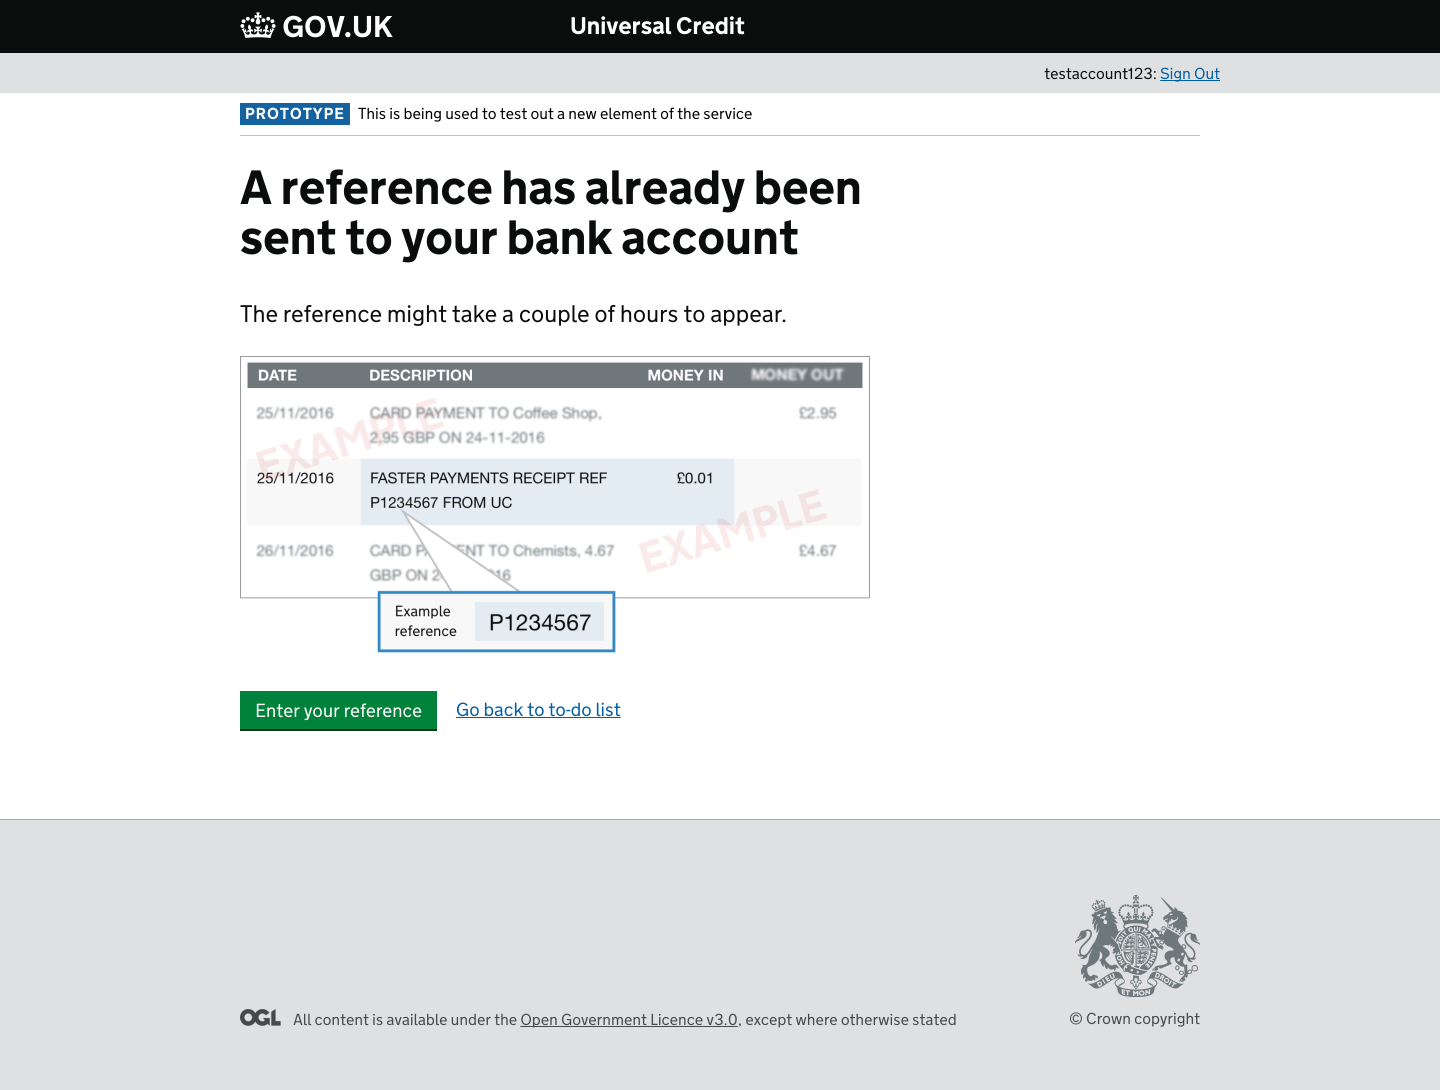 GOV.UK
Universal Credit
testaccount123: Sign Out
PROTOTYPE This is being used to test out a new element of the service
A reference has already been
sent to your bank account
The reference might take a couple of hours to appear.
DATE DESCRIPTION MONEY IN MONEY OUT
25/11/2016 CARD PAYMENT TO Coffee Shop, £2.95
2.95 GBP ON 24-11-2016
EXAMPLE
25/11/2016 FASTER PAYMENTS RECEIPT REF £0.01
P1234567 FROM UC
EXAMPLE
26/11/2016 CARD PAYMENT TO Chemists, 4.67 £4.67
GBP ON
Example
reference
P1234567
Enter your reference Go back to to-do list
DIEU ET MON DROIT
OGL All content is available under the Open Government Licence v3.0, except where otherwise stated
© Crown copyright